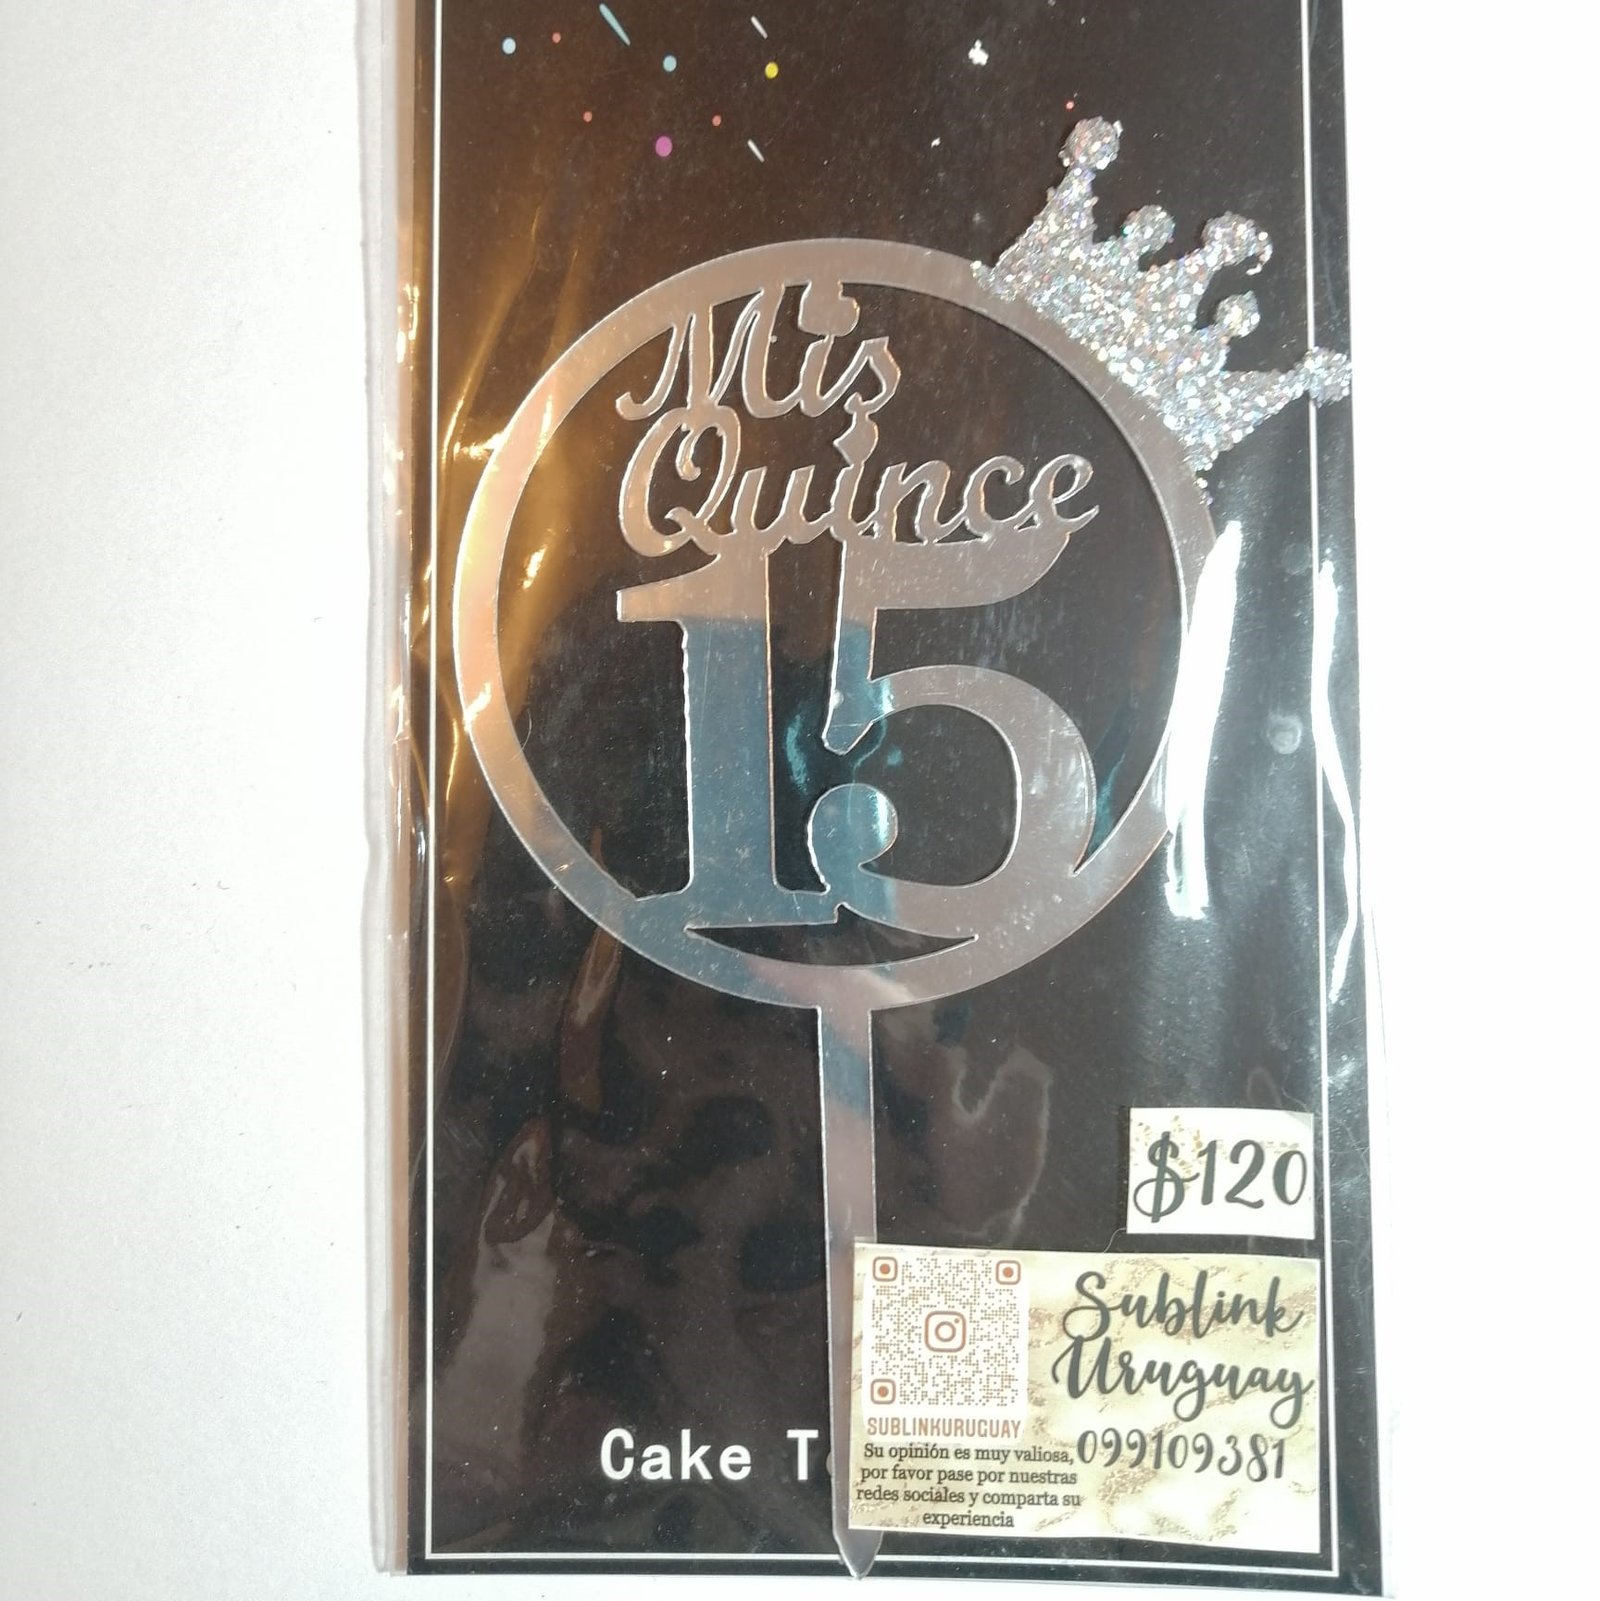 Mis
Quince
15
$120
Sublink
Uruguay
099109381
SUBLINKURUGUAY
Su opinión es muy valiosa,
por favor pase por nuestras
redes sociales y comparta su
experiencia
Cake T